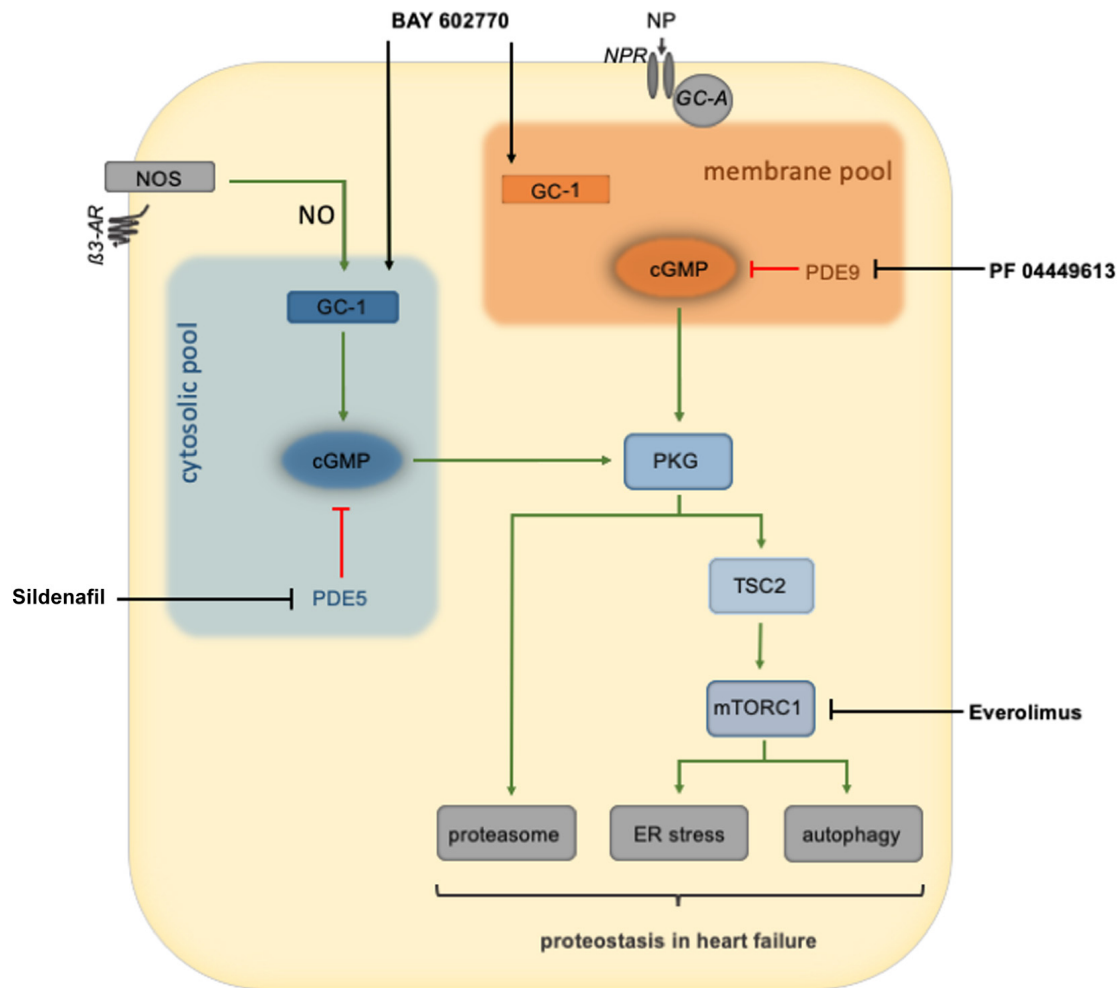 BAY 602770
NP
NPR
GC-A
membrane pool
NOS
GC-1
NO
ß3-AR
cGMP
PDE9
PF 04449613
GC-1
cytosolic pool
cGMP
PKG
TSC2
Sildenafil
PDE5
mTORC1
Everolimus
proteasome
ER stress
autophagy
proteostasis in heart failure